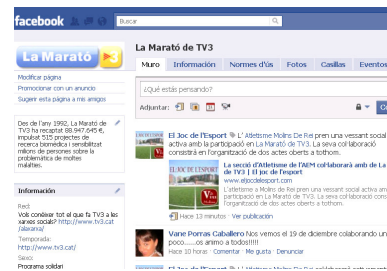 facebook
Buscar
La Marató 3
La Marató de TV3
Muro Información Normes d'ús Fotos Casillas Eventos
¿Qué estás pensando?
Adjuntar:
Modificar página
Promocionar con un anuncio
Sugerir esta página a mis amigos
Des de l'any 1992, La Marató de
TV3 ha recaptat 88.947.645 €,
impulsat 515 projectes de
recerca biomédica i sensibilitzat
milions de persones sobre la
problemàtica de moltes
malalties.
Información
Red:
Vols conèixer tot el que fa TV3 a les
xarxes socials? http://www.tv3.cat
/alaxarxa/
Temporada:
http://www.tv3.cat/
Sexo:
Programa solidari
El Joc de l'Esport L' Atletisme Molins De Rei pren una vessant social
activa amb la participació en La Marató de TV3. La seva col·laboració
consistirà en l'organització de dos actes oberts a tothom.
La secció d'Atletisme de l'AEM col·laborarà amb de La
de TV3 | El joc de l'esport
www.eljocdelesport.com
L'atletisme a Molins de Rei pren una vessant social activa am
participació en La Marató de TV3. La seva col·laboració cons
l'organització de dos actes oberts a tothom.
Hace 13 minutos · Ver publicación
Vane Porras Caballero Nos vemos el 19 de diciembre colaborando un
poco......os animo a todos!!!!!
Hace 10 horas · Comentar · Me gusta · Denunciar